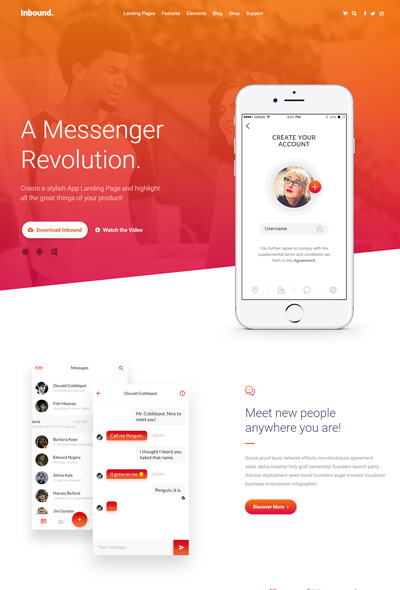 Inbound.
Landing Pages Features Elements Blog Shop Support
A Messenger
Revolution.
Create a stylish App Landing Page and highlight
all the great things of your product!
Download Inbound Watch the Video
4:21 PM
CREATE YOUR
ACCOUNT
Username
You further agree to comply with the
supplemental terms and conditions set
forth in this Agreement.
Edit Messages
Oswald Cobblepot
Fish Mooney
Barbara Kean
Edward Nygma
Selina Kyle
Harvey Bullock
Jim Gordon
Oswald Cobblepot
Mr. Cobblepot. Nice to
meet you!
Call me Penguin.
I thought I heard you
hated that name.
It grew on me
Penguin, it is.
...
Your message..
Meet new people
anywhere you are!
Social proof buzz network effects non-disclosure agreement
sales alpha creative holy grail ownership founders launch party.
Advisor deployment seed round founders angel investor incubator
business-to-business infographic!
Discover More